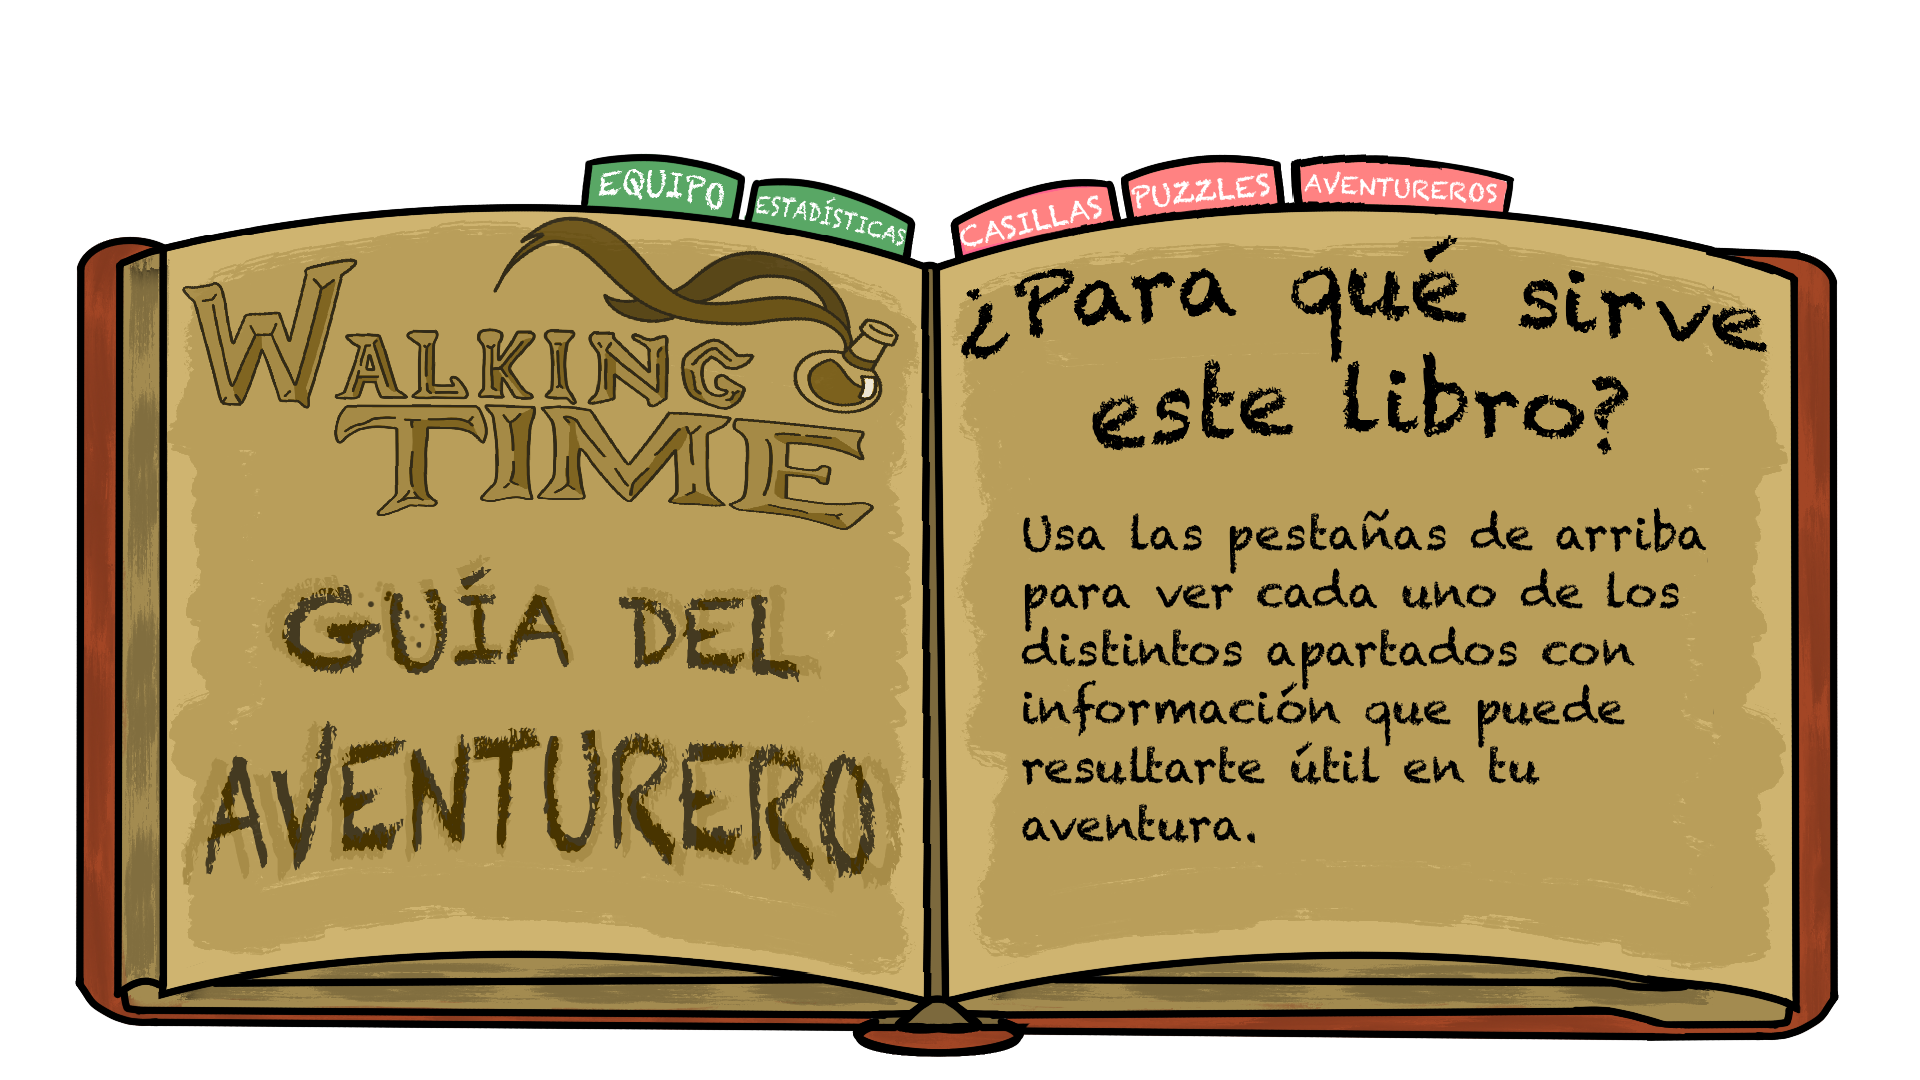 EQUIPO
ESTADÍSTICAS
CASILLAS
PUZZLES
AVENTUREROS
WALKING
TIME
GUÍA DEL
AVENTURERO
¿Para qué sirve
este libro?
Usa las pestañas de arriba
para ver cada uno de los
distintos apartados con
información que puede
resultarte útil en tu
aventura.